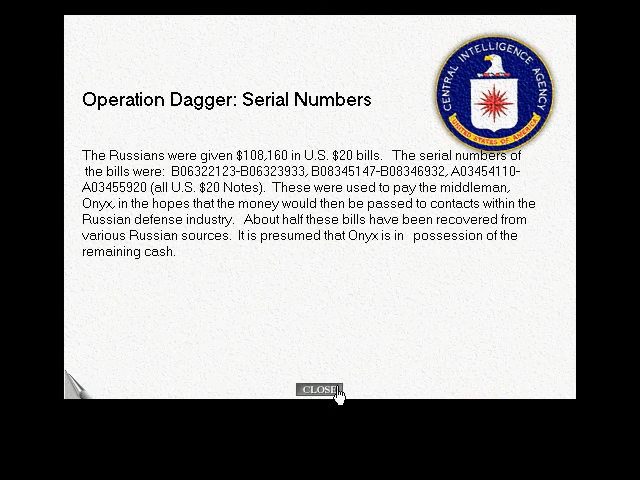 CENTRAL INTELLIGENCE AGENCY
UNITED STATES OF AMERICA
Operation Dagger: Serial Numbers
The Russians were given $108,160 in U.S. $20 bills. The serial numbers of
the bills were: B06322123-B06323933, B08345147-B08346932, A03454110-
A03455920 (all U.S. $20 Notes). These were used to pay the middleman,
Onyx, in the hopes that the money would then be passed to contacts within the
Russian defense industry. About half these bills have been recovered from
various Russian sources. It is presumed that Onyx is in possession of the
remaining cash.
CLOSE